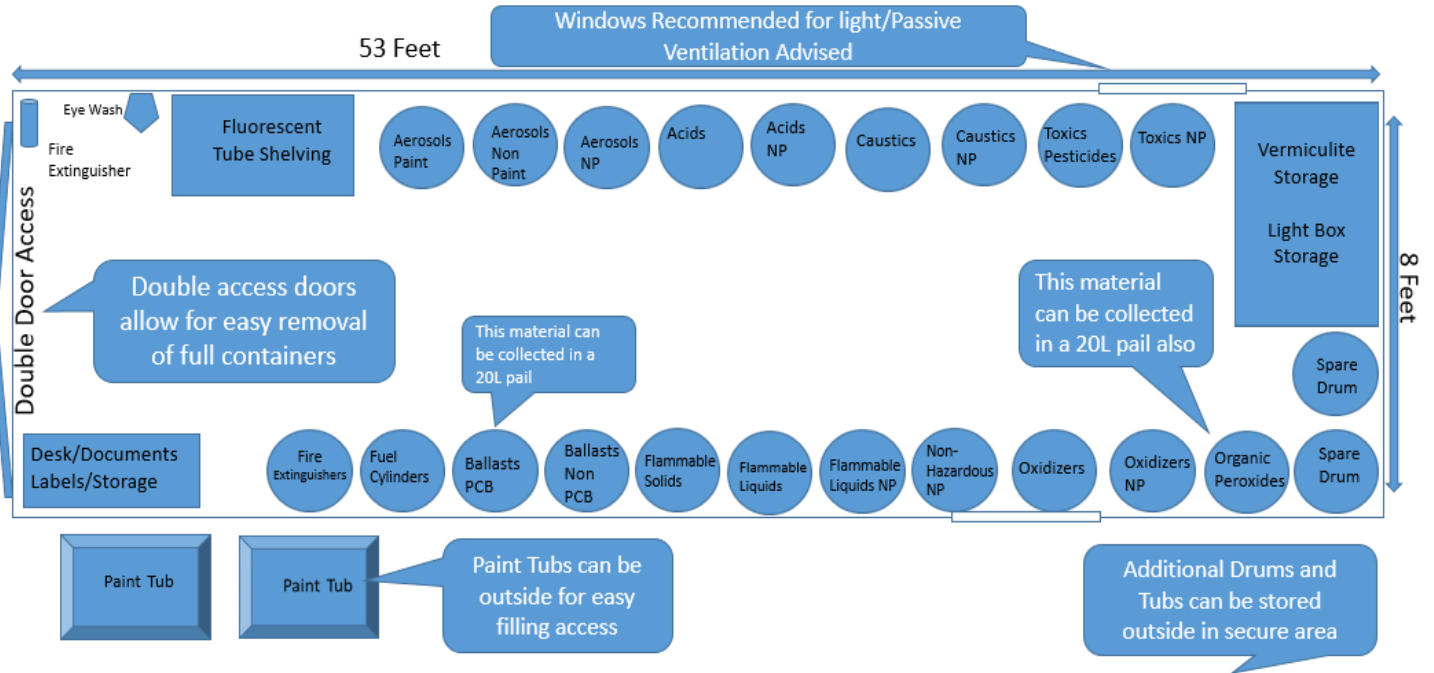 53 Feet
Windows Recommended for light/Passive
Ventilation Advised
Eye Wash
Fire
Extinguisher
Fluorescent
Tube Shelving
Aerosols
Paint
Aerosols
Non
Paint
Aerosols
NP
Acids
Acids
NP
Caustics
Caustics
NP
Toxics
Pesticides
Toxics NP
Vermiculite
Storage
Light Box
Storage
Double Door Access
Double access doors
allow for easy removal
of full containers
This material can
be collected in a
20L pail
This material
can be collected
in a 20L pail also
8 Feet
Spare
Drum
Desk/Documents
Labels/Storage
Fire
Extinguishers
Fuel
Cylinders
Ballasts
PCB
Ballasts
Non
PCB
Flammable
Solids
Flammable
Liquids
Flammable
Liquids NP
Non-
Hazardous
NP
Oxidizers
Oxidizers
NP
Organic
Peroxides
Spare
Drum
Paint Tub
Paint Tub
Paint Tubs can be
outside for easy
filling access
Additional Drums and
Tubs can be stored
outside in secure area